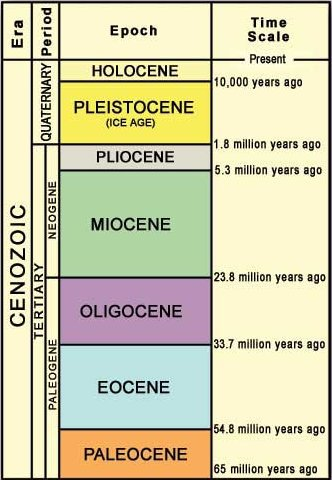 Era
Period
Epoch
Time
Scale
Present
HOLOCENE
10,000 years ago
QUATERNARY
PLEISTOCENE
(ICE AGE)
1.8 million years ago
PLIOCENE
5.3 million years ago
CENOZOIC
TERTIARY
NEOGENE
MIOCENE
23.8 million years ago
OLIGOCENE
33.7 million years ago
PALEOGENE
EOCENE
54.8 million years ago
PALEOCENE
65 million years ago